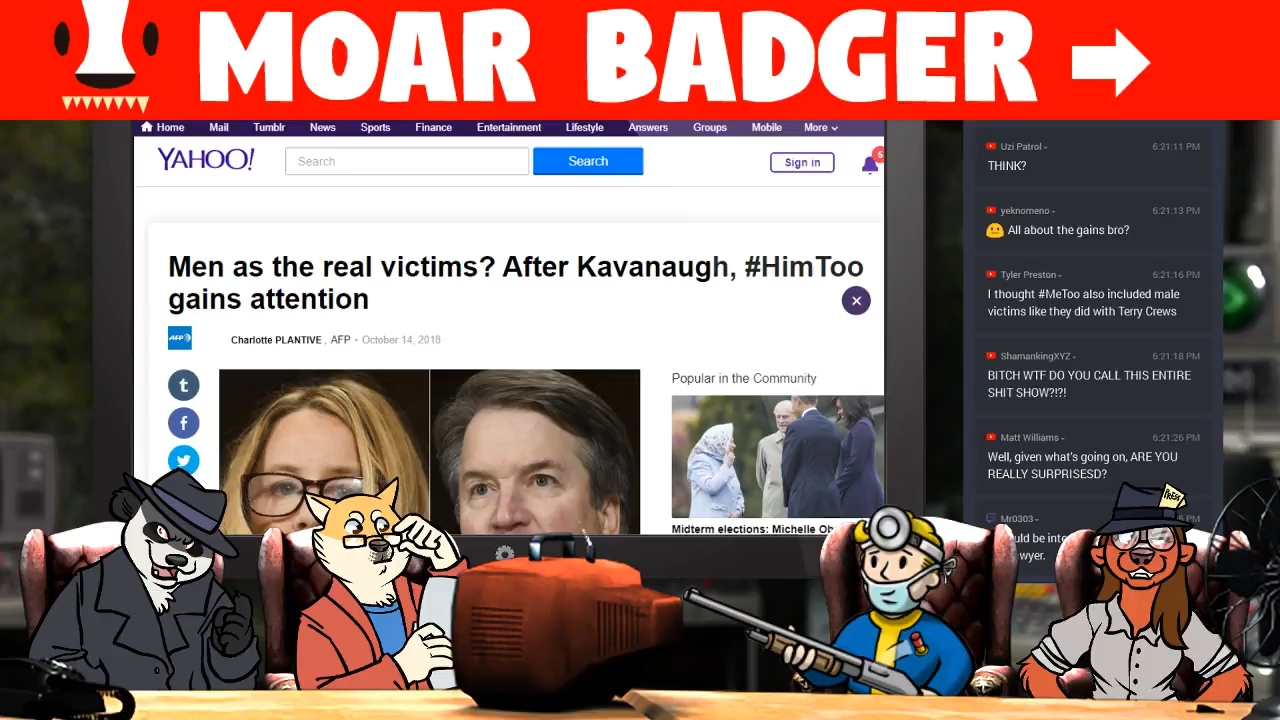 MOAR BADGER
Home Mail Tumblr News Sports Finance Entertainment Lifestyle Answers Groups Mobile More
YAHOO! Search Search Sign in 5
Men as the real victims? After Kavanaugh, #HimToo
gains attention
AFP Charlotte PLANTIVE , AFP • October 14, 2018
Popular in the Community
Midterm elections: Michelle
Uzi Patrol 6:21:11 PM
THINK?
yeknomeno 6:21:13 PM
All about the gains bro?
Tyler Preston 6:21:16 PM
I thought #MeToo also included male
victims like they did with Terry Crews
ShamankingXYZ 6:21:18 PM
BITCH WTF DO YOU CALL THIS ENTIRE
SHIT SHOW?!?!
Matt Williams 6:21:26 PM
Well, given what's going on, ARE YOU
REALLY SURPRISESD?
Mr0303 PM
PRESS